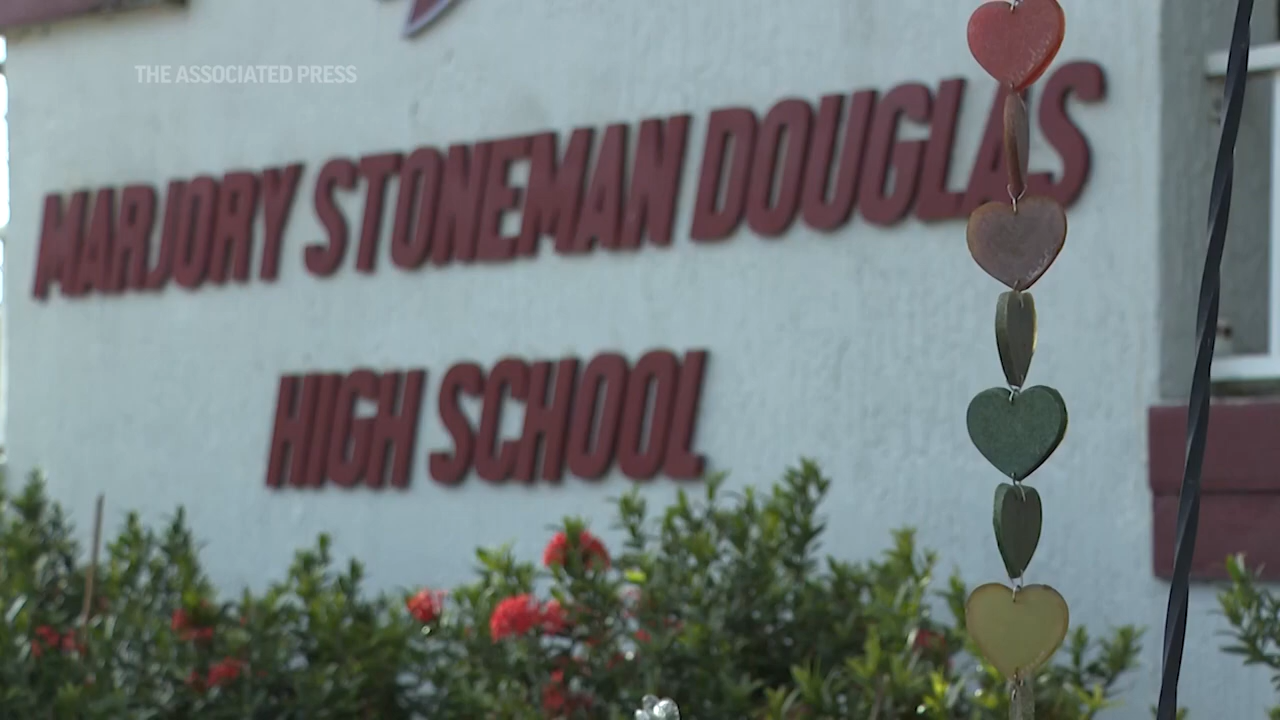 THE ASSOCIATED PRESS
MARJORY STONEMAN DOUGLAS
HIGH SCHOOL